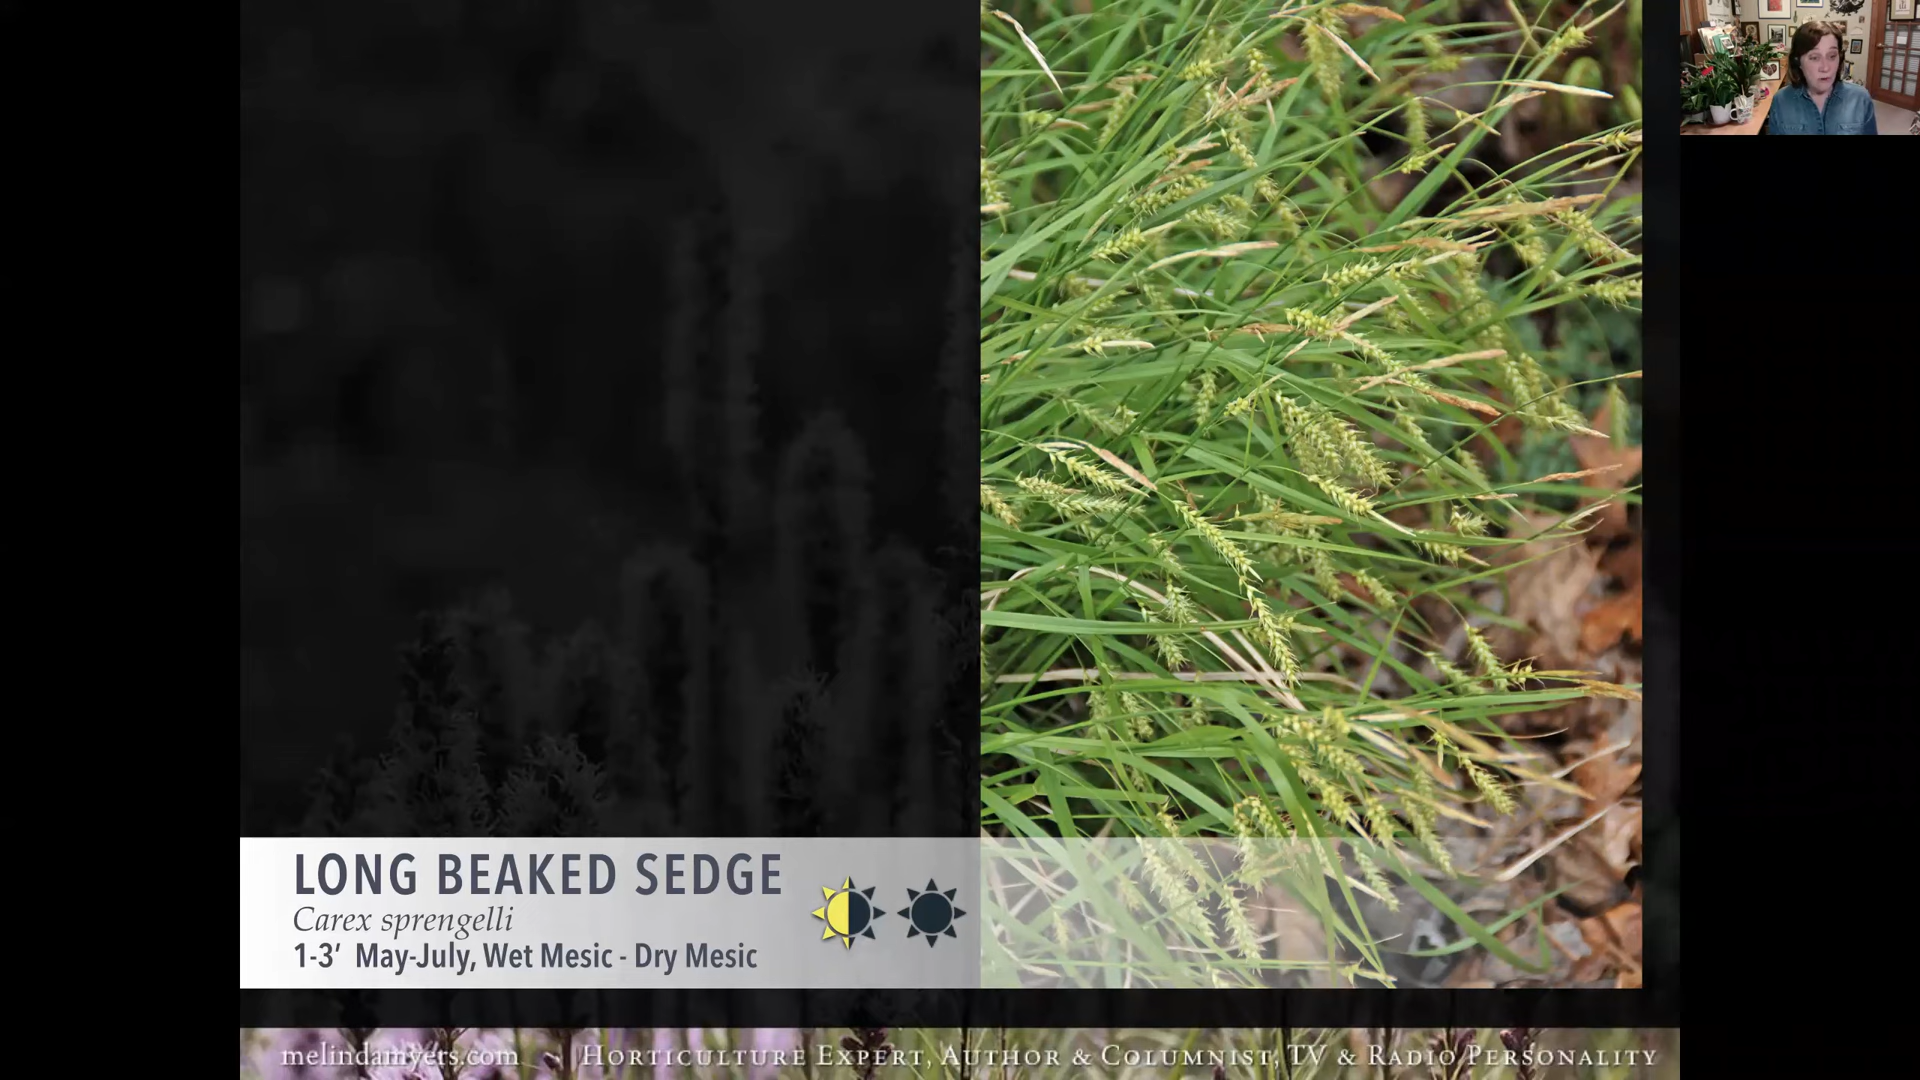 LONG BEAKED SEDGE
Carex sprengelli
1-3’ May-July, Wet Mesic - Dry Mesic
melindamyers.com HORTICULTURE EXPERT, AUTHOR & COLUMNIST, TV & RADIO PERSONALITY